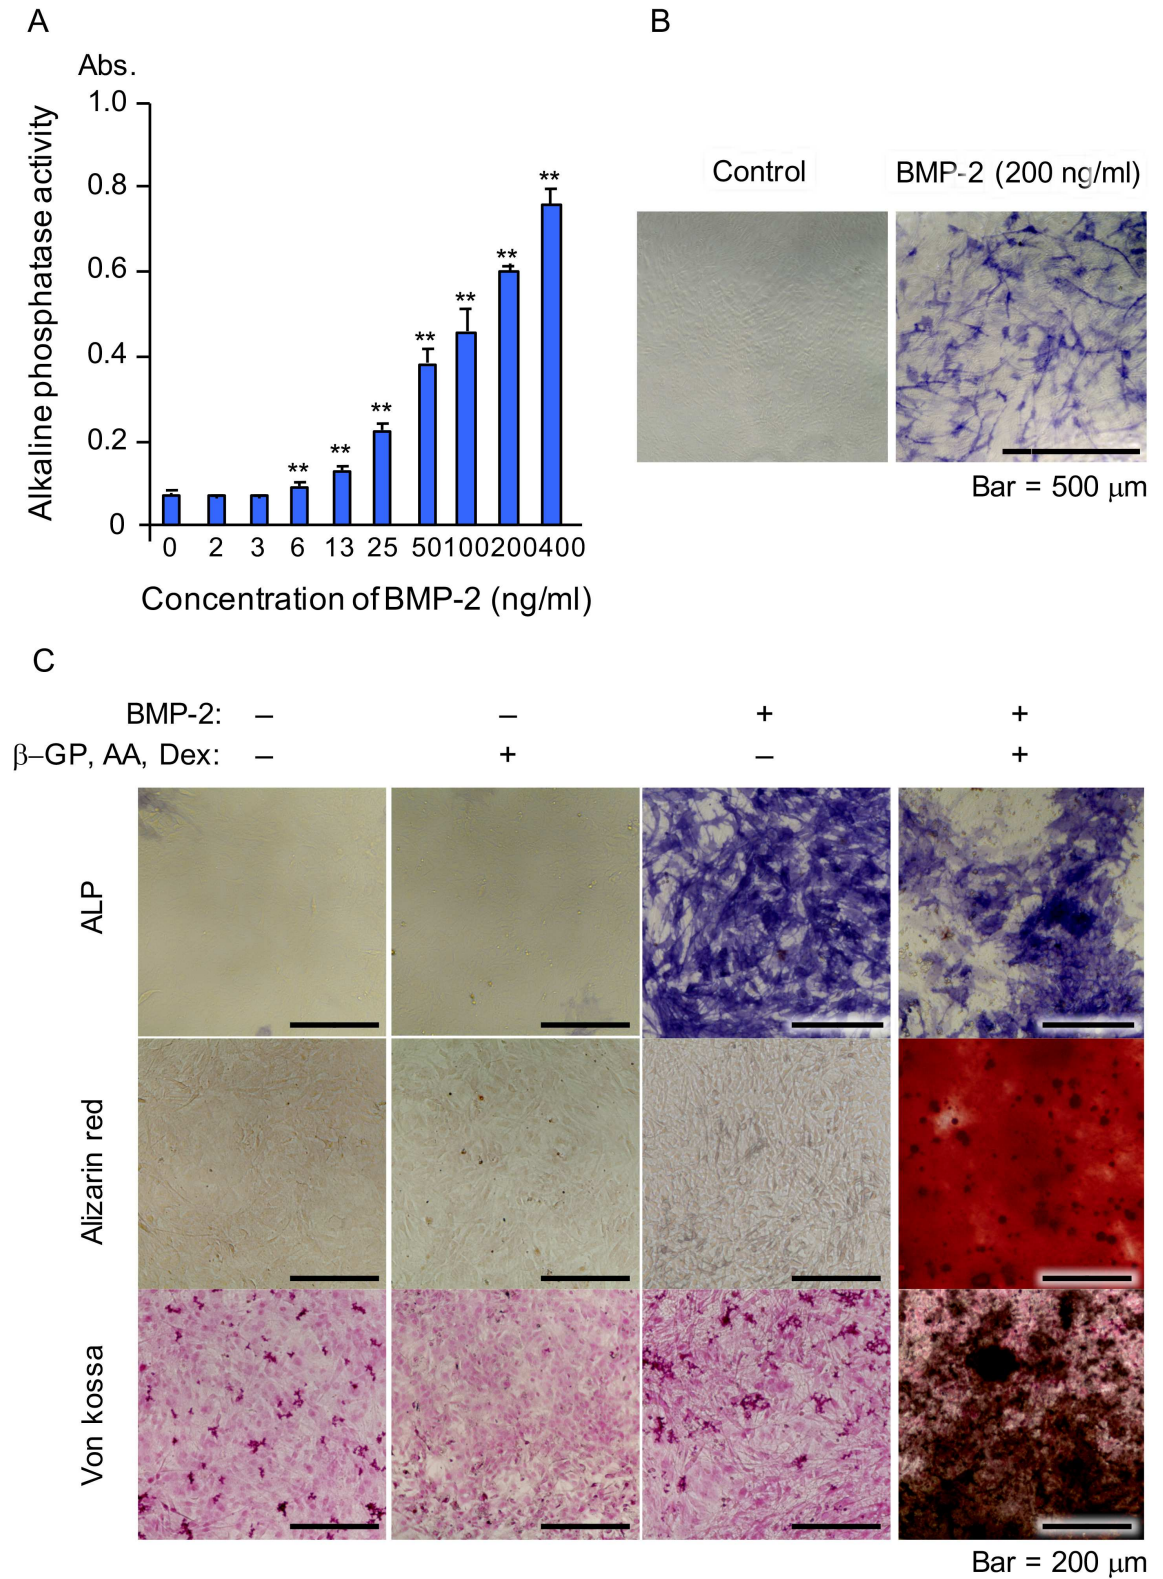 A
B
Abs.
Alkaline phosphatase activity
1.0
0.8
0.6
0.4
0.2
0
**
**
**
**
**
**
**
0 2 3 6 13 25 50 100 200 400
Concentration of BMP-2 (ng/ml)
Control
BMP-2 (200 ng/ml)
Bar = 500 μm
C
BMP-2: – – + +
β–GP, AA, Dex: – + – +
ALP
Alizarin red
Von kossa
Bar = 200 μm